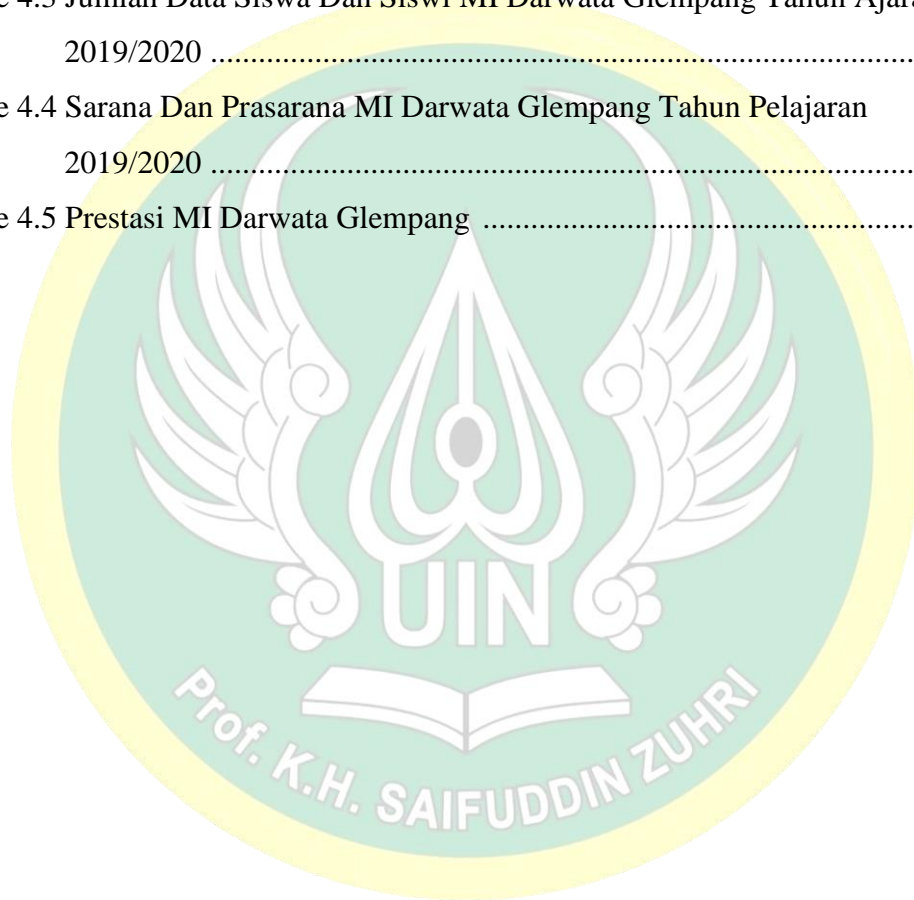 e 4.3 Jumlah Data Siswa Dan Siswi MI Darwata Glempang Tahun Ajara
2019/2020 ........................................................................................
e 4.4 Sarana Dan Prasarana MI Darwata Glempang Tahun Pelajaran
2019/2020 ........................................................................................
e 4.5 Prestasi MI Darwata Glempang ......................................................
UIN
Prof. K.H. SAIFUDDIN ZUHRI